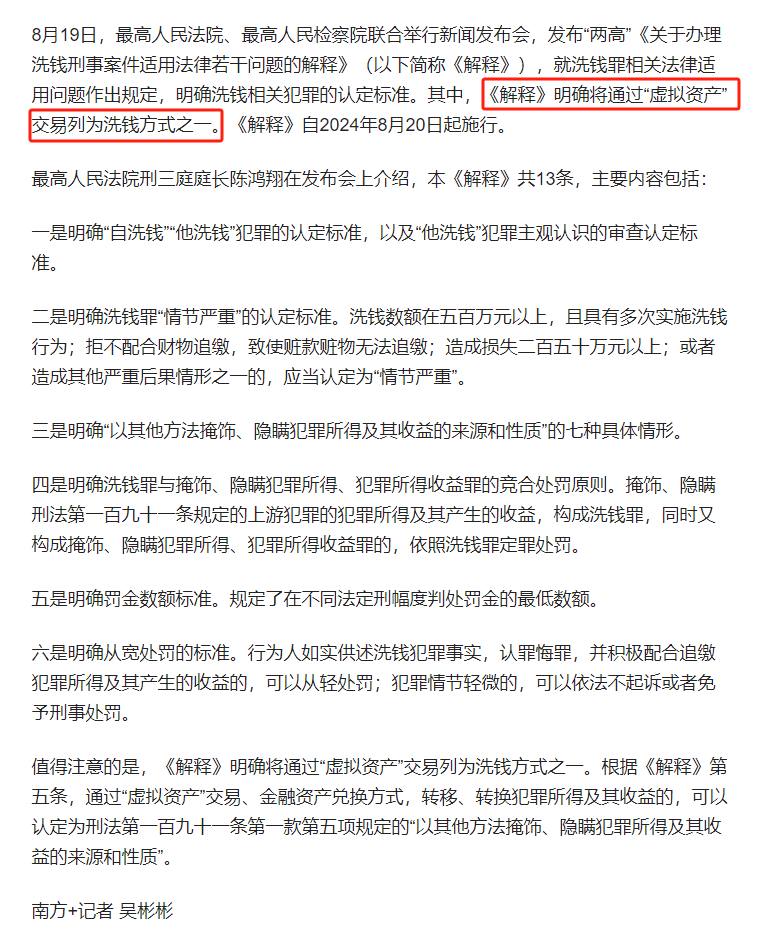 8月19日，最高人民法院、最高人民检察院联合举行新闻发布会，发布“两高”《关于办理
洗钱刑事案件适用法律若干问题的解释》（以下简称《解释》），就洗钱罪相关法律适
用问题作出规定，明确洗钱相关犯罪的认定标准。其中，《解释》明确将通过“虚拟资产”
交易列为洗钱方式之一。《解释》自2024年8月20日起施行。
最高人民法院刑三庭庭长陈鸿翔在发布会上介绍，本《解释》共13条，主要内容包括：
一是明确“自洗钱”“他洗钱”犯罪的认定标准，以及“他洗钱”犯罪主观认识的审查认定标
准。
二是明确洗钱罪“情节严重”的认定标准。洗钱数额在五百万元以上，且具有多次实施洗钱
行为；拒不配合财物追缴，致使赃款赃物无法追缴；造成损失二百五十万元以上；或者
造成其他严重后果情形之一的，应当认定为“情节严重”。
三是明确“以其他方法掩饰、隐瞒犯罪所得及其收益的来源和性质”的七种具体情形。
四是明确洗钱罪与掩饰、隐瞒犯罪所得、犯罪所得收益罪的竞合处罚原则。掩饰、隐瞒
刑法第一百九十一条规定的上游犯罪的犯罪所得及其产生的收益，构成洗钱罪，同时又
构成掩饰、隐瞒犯罪所得、犯罪所得收益罪的，依照洗钱罪定罪处罚。
五是明确罚金数额标准。规定了在不同法定刑幅度判处罚金的最低数额。
六是明确从宽处罚的标准。行为人如实供述洗钱犯罪事实，认罪悔罪，并积极配合追缴
犯罪所得及其产生的收益的，可以从轻处罚；犯罪情节轻微的，可以依法不起诉或者免
予刑事处罚。
值得注意的是，《解释》明确将通过“虚拟资产”交易列为洗钱方式之一。根据《解释》第
五条，通过“虚拟资产”交易、金融资产兑换方式，转移、转换犯罪所得及其收益的，可以
认定为刑法第一百九十一条第一款第五项规定的“以其他方法掩饰、隐瞒犯罪所得及其收
益的来源和性质”。
南方+记者 吴彬彬